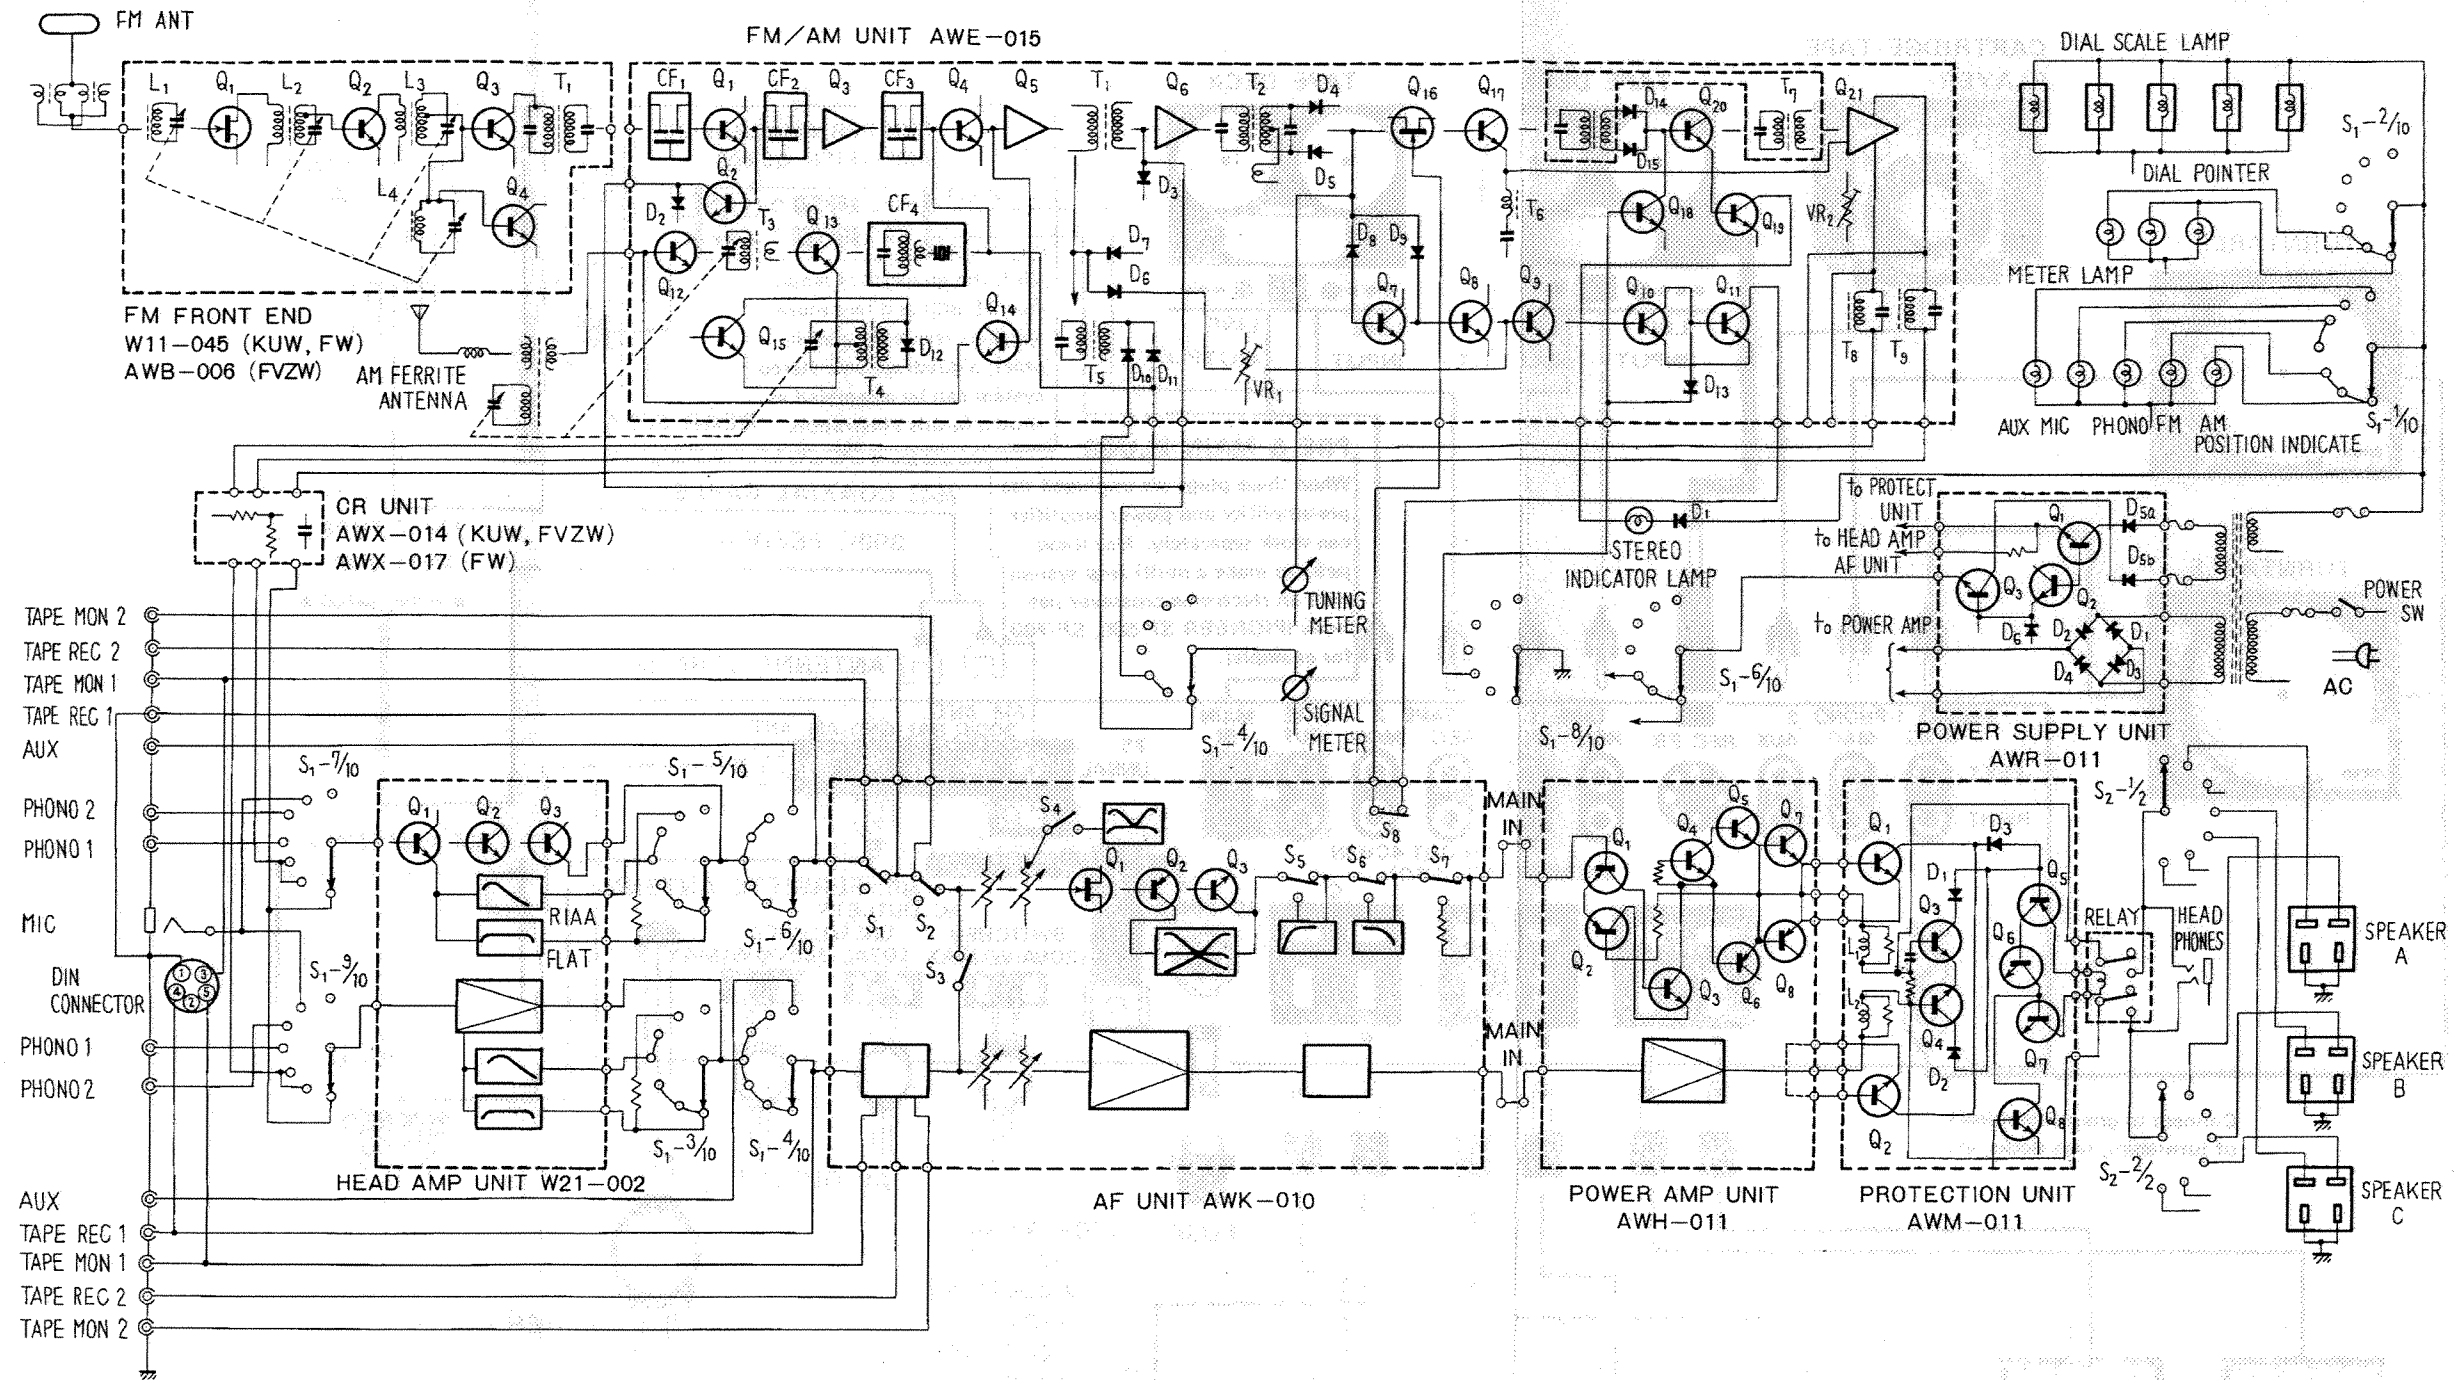 FM ANT
FM/AM UNIT AWE-015
L1 Q1 L2 Q2 L3 Q3 T1
L4 Q4
FM FRONT END
W11-045 (KUW, FW)
AWB-006 (FVZW)
AM FERRITE
ANTENNA
CF1 Q1 CF2 Q3 CF3 Q4 Q5 T1 Q6 T2 D4 Q16 Q17 D14 Q20 T7 Q21
D15
D5
Q2 D3
D2 T3 Q13 CF4 T6 Q18 Q19 VR2
D7 D8 D9
D6
Q12 Q14 Q7 Q8 Q9 Q10 Q11
Q15 D12 T8 T9
T4 T5 D10 D11 VR1 D13
DIAL SCALE LAMP
S1-2/10
DIAL POINTER
METER LAMP
AUX MIC PHONO FM AM
S1-1/10
POSITION INDICATE
CR UNIT
AWX-014 (KUW, FVZW)
AWX-017 (FW)
D1
STEREO
INDICATOR LAMP
TUNING
METER
SIGNAL
METER
S1-4/10
S1-8/10
S1-6/10
to PROTECT
UNIT
to HEAD AMP
AF UNIT
to POWER AMP
Q1 D5a
D5b
Q3 Q2
D6 D2 D1
D4 D3
POWER
SW
AC
POWER SUPPLY UNIT
AWR-011
TAPE MON 2
TAPE REC 2
TAPE MON 1
TAPE REC 1
AUX
PHONO 2
PHONO 1
MIC
DIN
CONNECTOR
1 3
4 5
2
PHONO 1
PHONO 2
AUX
TAPE REC 1
TAPE MON 1
TAPE REC 2
TAPE MON 2
S1-7/10
S1-9/10
Q1 Q2 Q3
RIAA
FLAT
HEAD AMP UNIT W21-002
S1-5/10
S1-6/10
S1-3/10
S1-4/10
S4
S8
Q1 Q2 Q3 S5 S6 S7
S1 S2
S3
AF UNIT AWK-010
MAIN
IN
MAIN
IN
Q1 Q4 Q5 Q7
Q2 Q3 Q6 Q8
POWER AMP UNIT
AWH-011
Q1 D3
D1 Q5
Q3 Q6
L1
L2
Q4 Q7
D2
Q2 Q8
PROTECTION UNIT
AWM-011
RELAY
HEAD
PHONES
S2-1/2
S2-2/2
SPEAKER
A
SPEAKER
B
SPEAKER
C